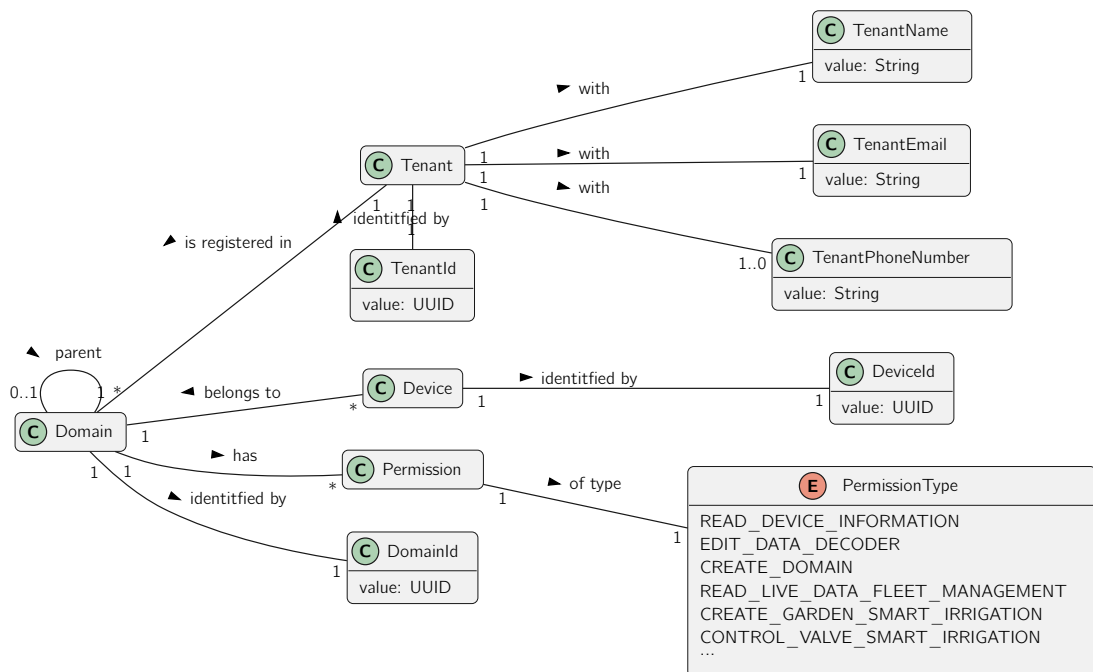 C TenantName
value: String
with
1
C TenantEmail
value: String
with
1
C Tenant
1
1
with
1
1
1
identitfied by
1
1..0
C TenantPhoneNumber
value: String
is registered in
C TenantId
value: UUID
parent
0..1
1
*
C Device
belongs to
*
1
identitfied by
1
1
C DeviceId
value: UUID
C Domain
1
1
has
*
C Permission
identitfied by
1
of type
1
E PermissionType
READ_DEVICE_INFORMATION
EDIT_DATA_DECODER
CREATE_DOMAIN
READ_LIVE_DATA_FLEET_MANAGEMENT
CREATE_GARDEN_SMART_IRRIGATION
CONTROL_VALVE_SMART_IRRIGATION
...
C DomainId
value: UUID
1